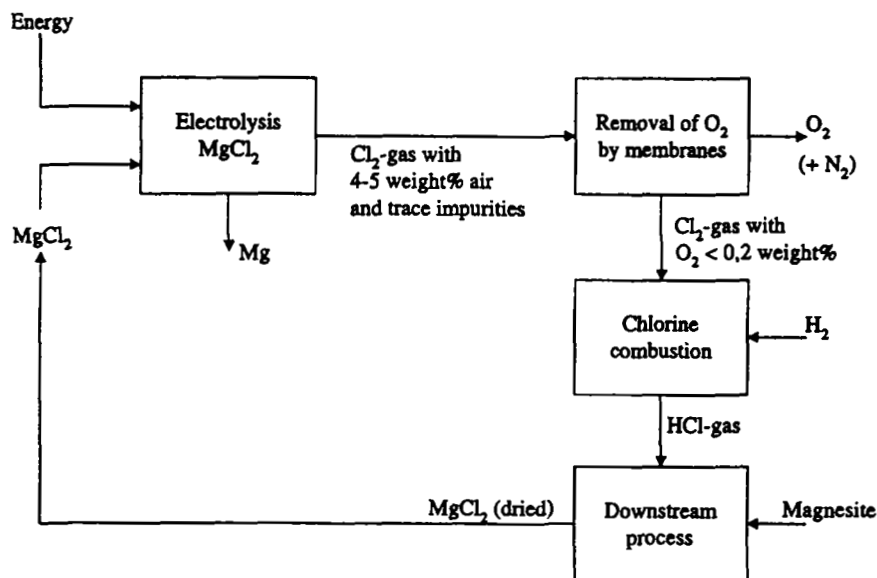 Energy
Electrolysis
MgCl₂
Cl₂-gas with
4-5 weight% air
and trace impurities
Removal of O₂
by membranes
O₂
(+ N₂)
MgCl₂
Mg
Cl₂-gas with
O₂ < 0,2 weight%
Chlorine
combustion
H₂
HCl-gas
MgCl₂ (dried)
Downstream
process
Magnesite